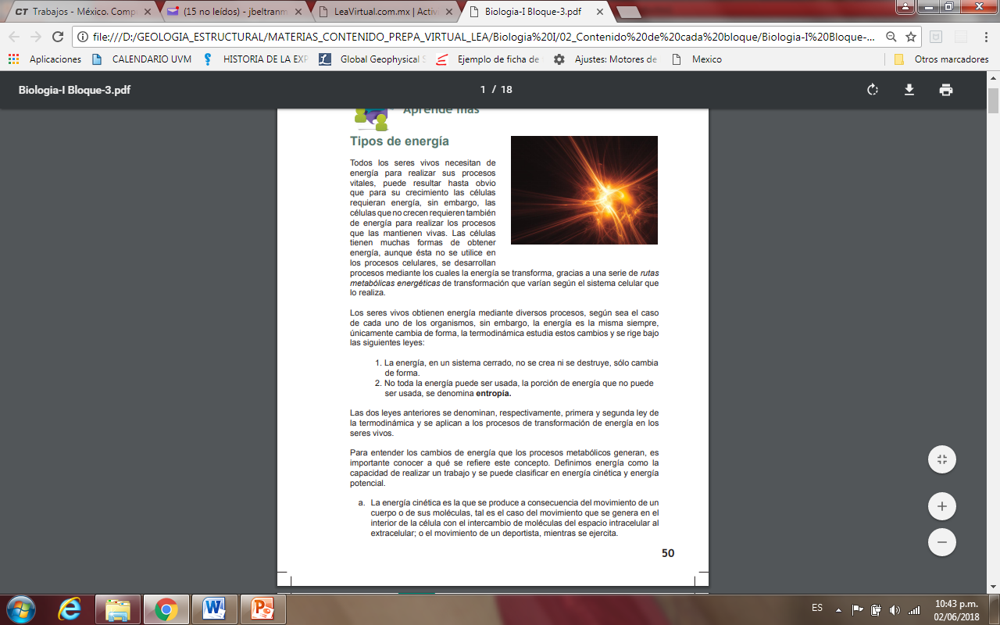 Trabajos - México. Comp
(15 no leídos) - jbeltranm
LeaVirtual.com.mx | Activi
Biologia-I Bloque-3.pdf
file:///D:/GEOLOGIA_ESTRUCTURAL/MATERIAS_CONTENIDO_PREPA_VIRTUAL_LEA/Biologia%20I/02_Contenido%20de%20cada%20bloque/Biologia-I%20Bloque-...
Aplicaciones
CALENDARIO UVM
HISTORIA DE LA EXP
Global Geophysical S
Ejemplo de ficha de
Ajustes: Motores de
Mexico
Otros marcadores
Biologia-I Bloque-3.pdf
1 / 18
Aprende más
Tipos de energía
Todos los seres vivos necesitan de
energía para realizar sus procesos
vitales, puede resultar hasta obvio
que para su crecimiento las células
requieran energía, sin embargo, las
células que no crecen requieren también
de energía para realizar los procesos
que las mantienen vivas. Las células
tienen muchas formas de obtener
energía, aunque ésta no se utilice en
los procesos celulares, se desarrollan
procesos mediante los cuales la energía se transforma, gracias a una serie de rutas
metabólicas energéticas de transformación que varían según el sistema celular que
lo realiza.
Los seres vivos obtienen energía mediante diversos procesos, según sea el caso
de cada uno de los organismos, sin embargo, la energía es la misma siempre,
únicamente cambia de forma, la termodinámica estudia estos cambios y se rige bajo
las siguientes leyes:
1. La energía, en un sistema cerrado, no se crea ni se destruye, sólo cambia
de forma.
2. No toda la energía puede ser usada, la porción de energía que no puede
ser usada, se denomina entropía.
Las dos leyes anteriores se denominan, respectivamente, primera y segunda ley de
la termodinámica y se aplican a los procesos de transformación de energía en los
seres vivos.
Para entender los cambios de energía que los procesos metabólicos generan, es
importante conocer a qué se refiere este concepto. Definimos energía como la
capacidad de realizar un trabajo y se puede clasificar en energía cinética y energía
potencial.
a. La energía cinética es la que se produce a consecuencia del movimiento de un
cuerpo o de sus moléculas, tal es el caso del movimiento que se genera en el
interior de la célula con el intercambio de moléculas del espacio intracelular al
extracelular; o el movimiento de un deportista, mientras se ejercita.
50
ES
10:43 p.m.
02/06/2018